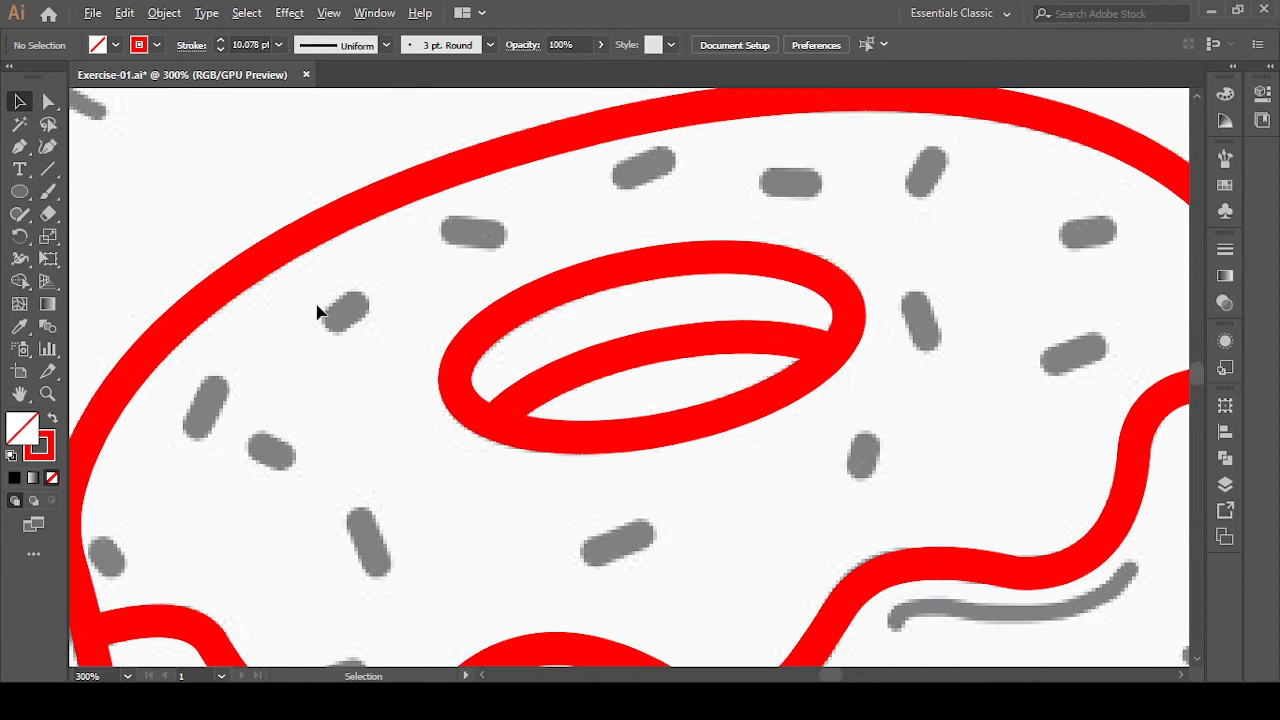 Ai File Edit Object Type Select Effect View Window Help Essentials Classic Search Adobe Stock
No Selection Stroke: 10.078 pt Uniform 3 pt. Round Opacity: 100% Style: Document Setup Preferences
Exercise-01.ai* @ 300% (RGB/GPU Preview)
300% 1 Selection